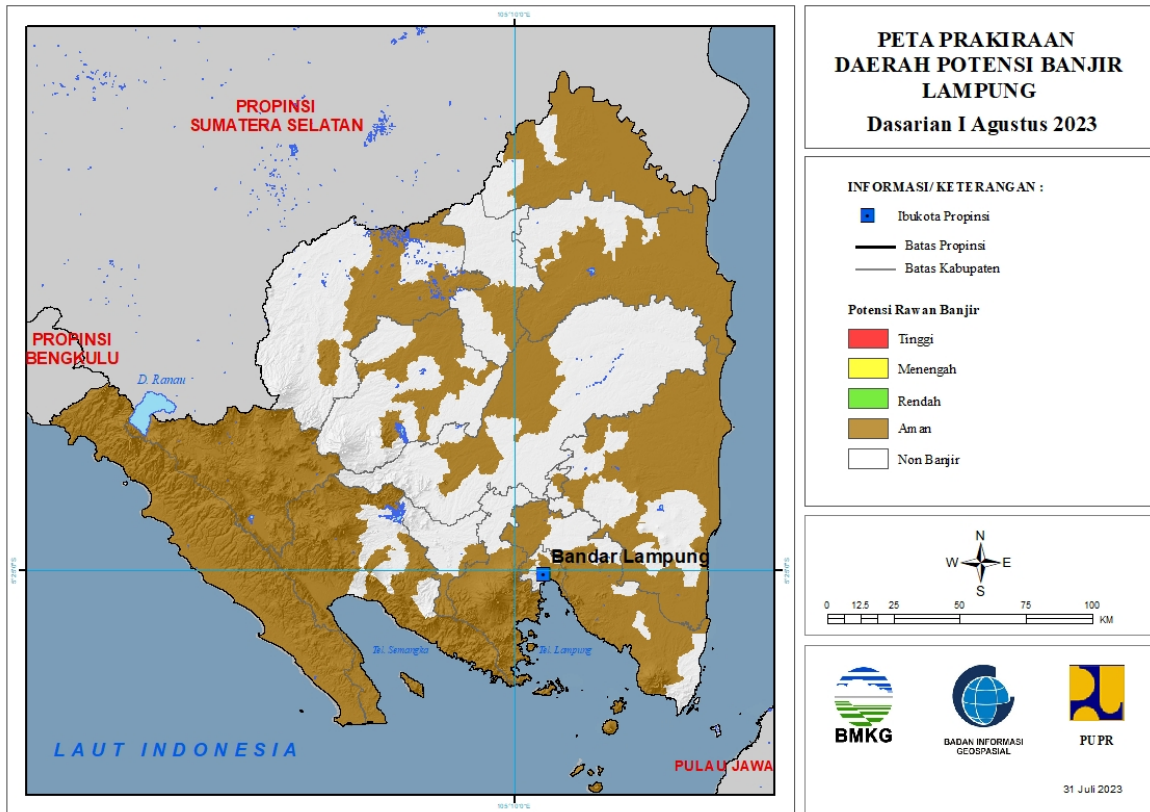 PETA PRAKIRAAN
DAERAH POTENSI BANJIR
LAMPUNG
Dasarian I Agustus 2023
INFORMASI/KETERANGAN :
Ibukota Propinsi
Batas Propinsi
Batas Kabupaten
Potensi Rawan Banjir
Tinggi
Menengah
Rendah
Aman
Non Banjir
N
W E
S
0 12.5 25 50 75 100
KM
BMKG
BADAN INFORMASI
GEOSPASIAL
PUPR
31 Juli 2023
PROPINSI
SUMATERA SELATAN
PROPINSI
BENGKULU
D. Ranau
Bandar Lampung
Tel. Semangka
Tel. Lampung
LAUT INDONESIA
PULAU JAWA